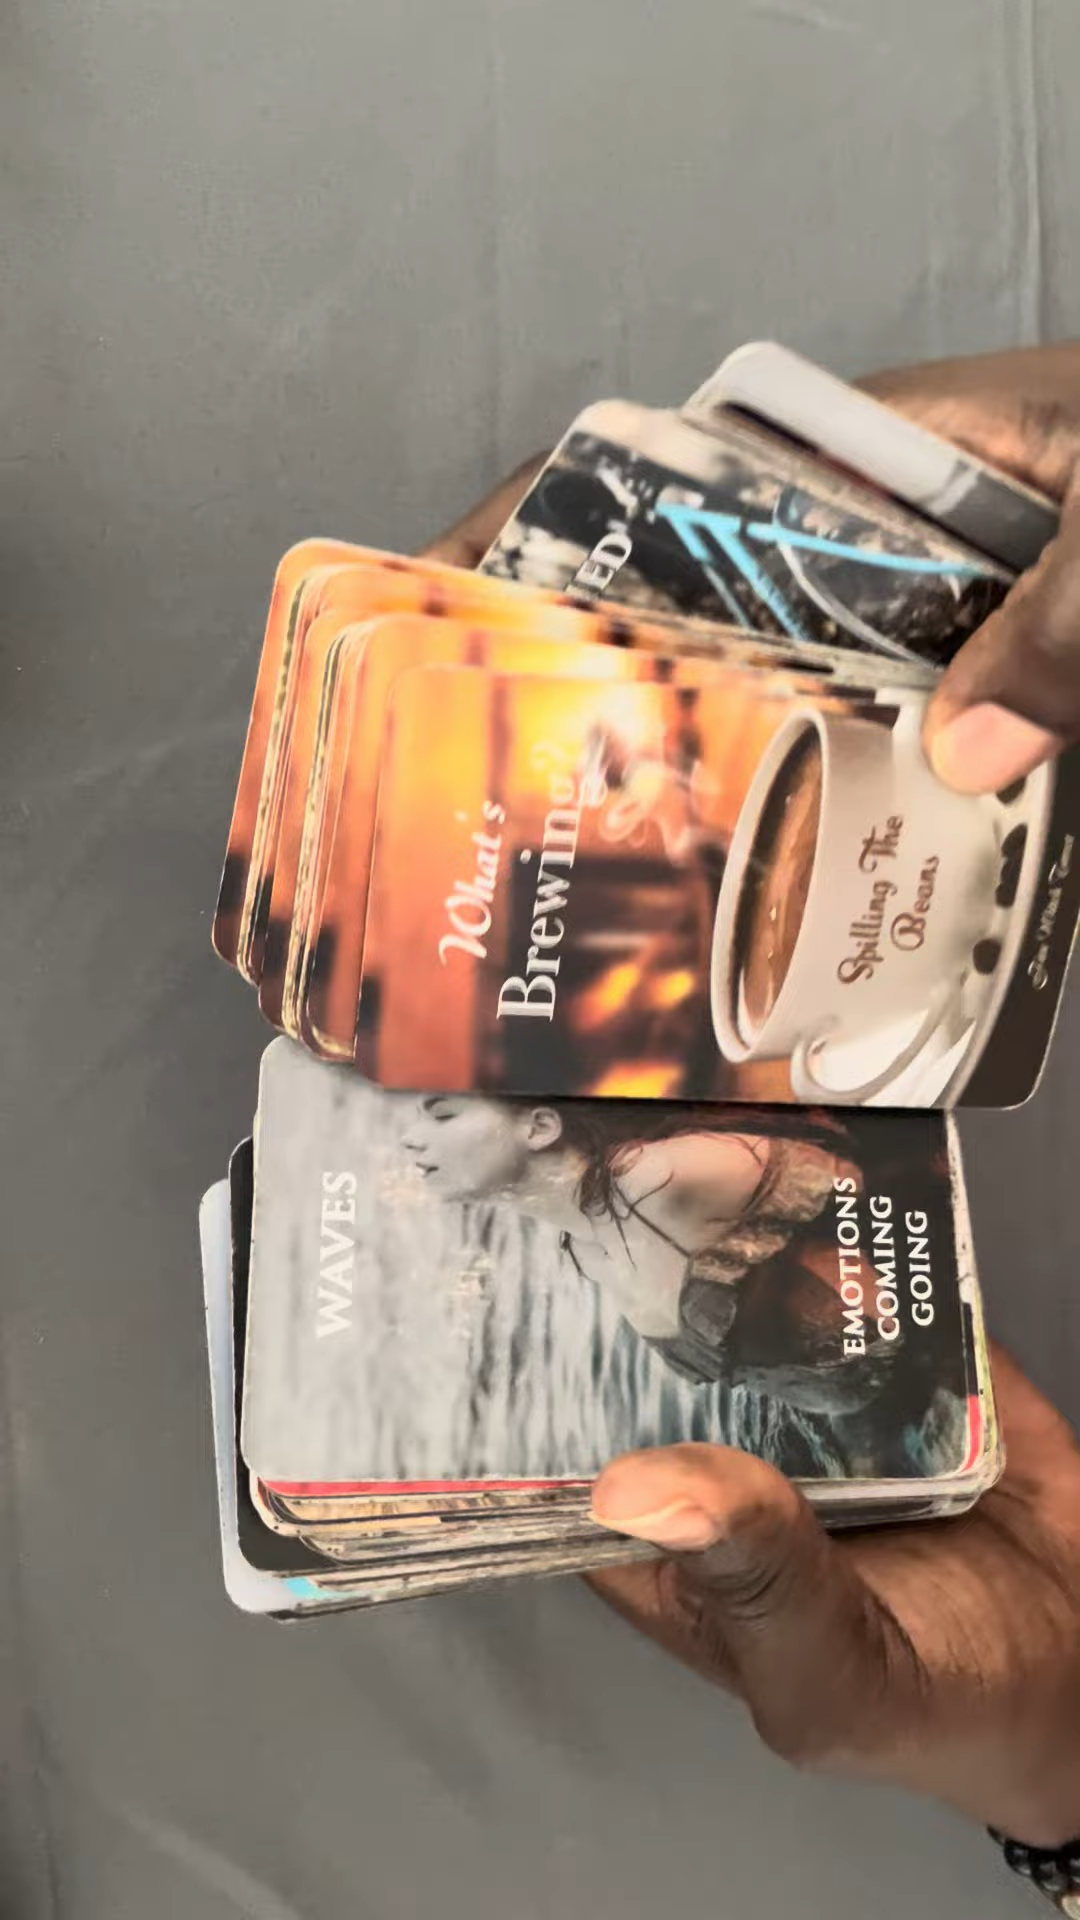 What's
Brewing?
Spilling The
Beans
WAVES
EMOTIONS
COMING
GOING